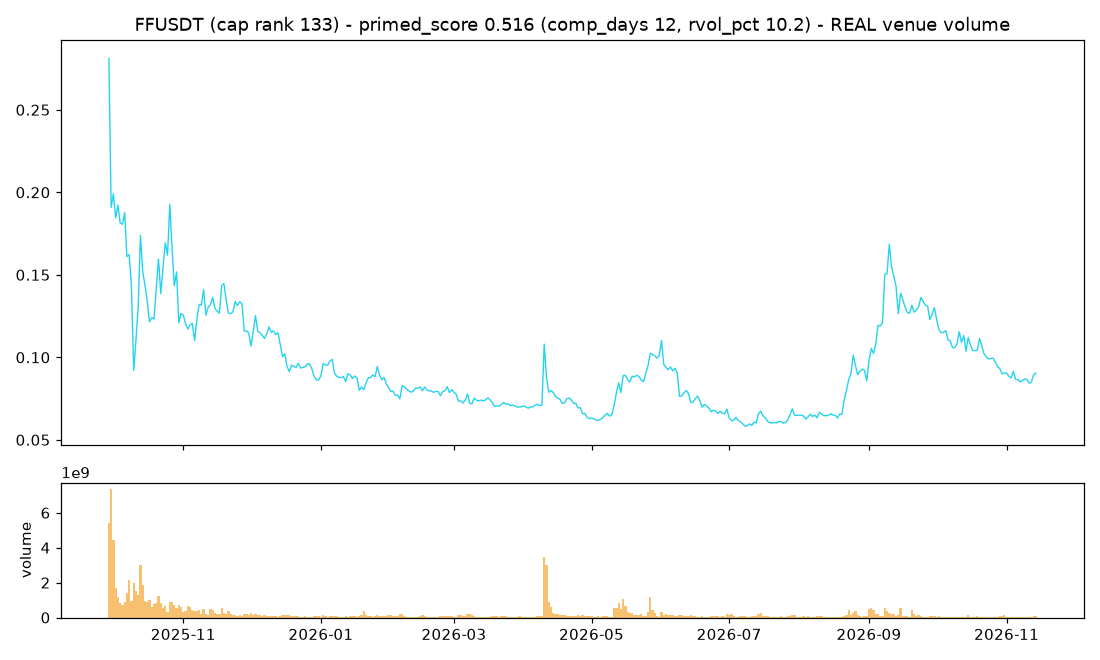 FFUSDT (cap rank 133) - primed_score 0.516 (comp_days 12, rvol_pct 10.2) - REAL venue volume
0.25
0.20
0.15
0.10
0.05
1e9
6
4
2
0
volume
2025-11 2026-01 2026-03 2026-05 2026-07 2026-09 2026-11